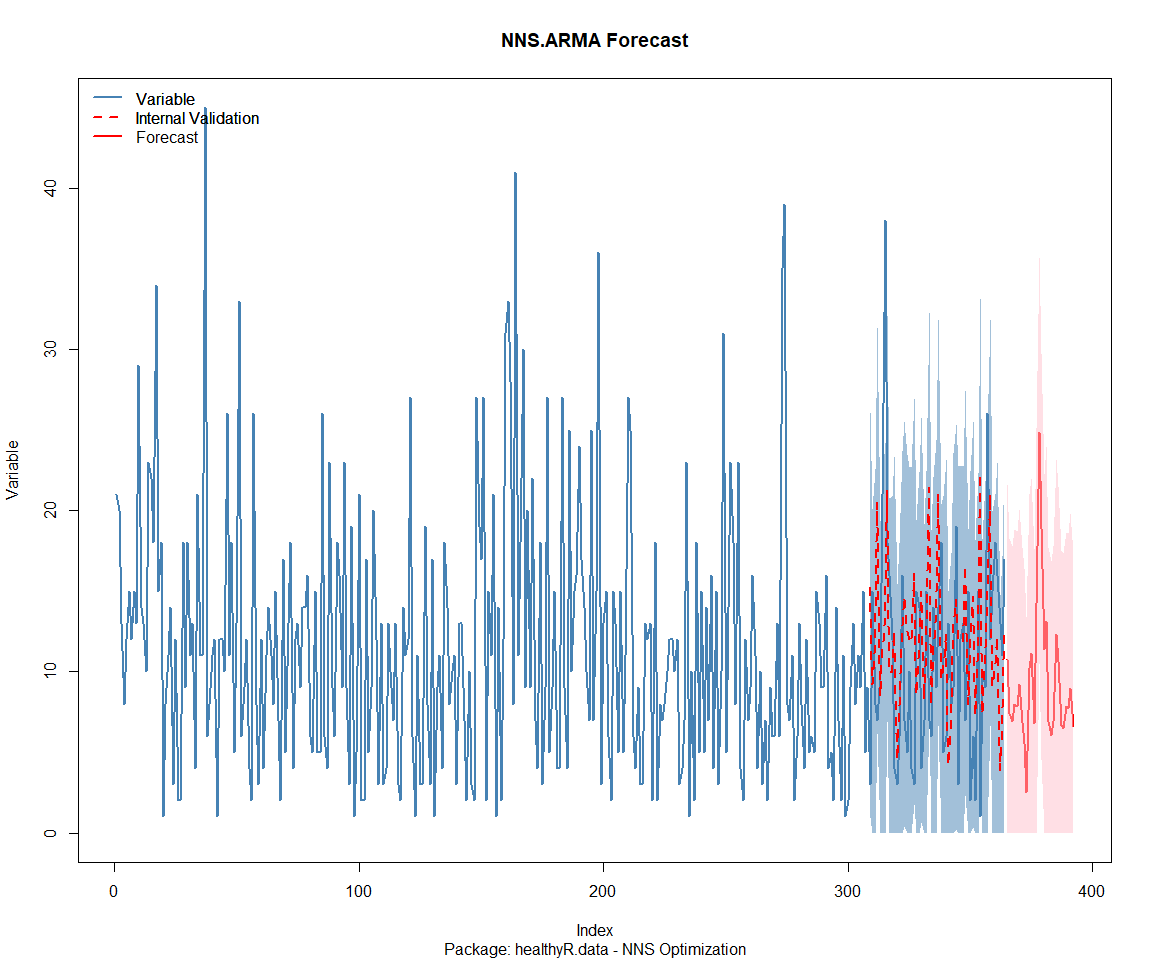 NNS.ARMA Forecast
Variable
Internal Validation
Forecast
Variable
40
30
20
10
0
0
100
200
300
400
Index
Package: healthyR.data - NNS Optimization